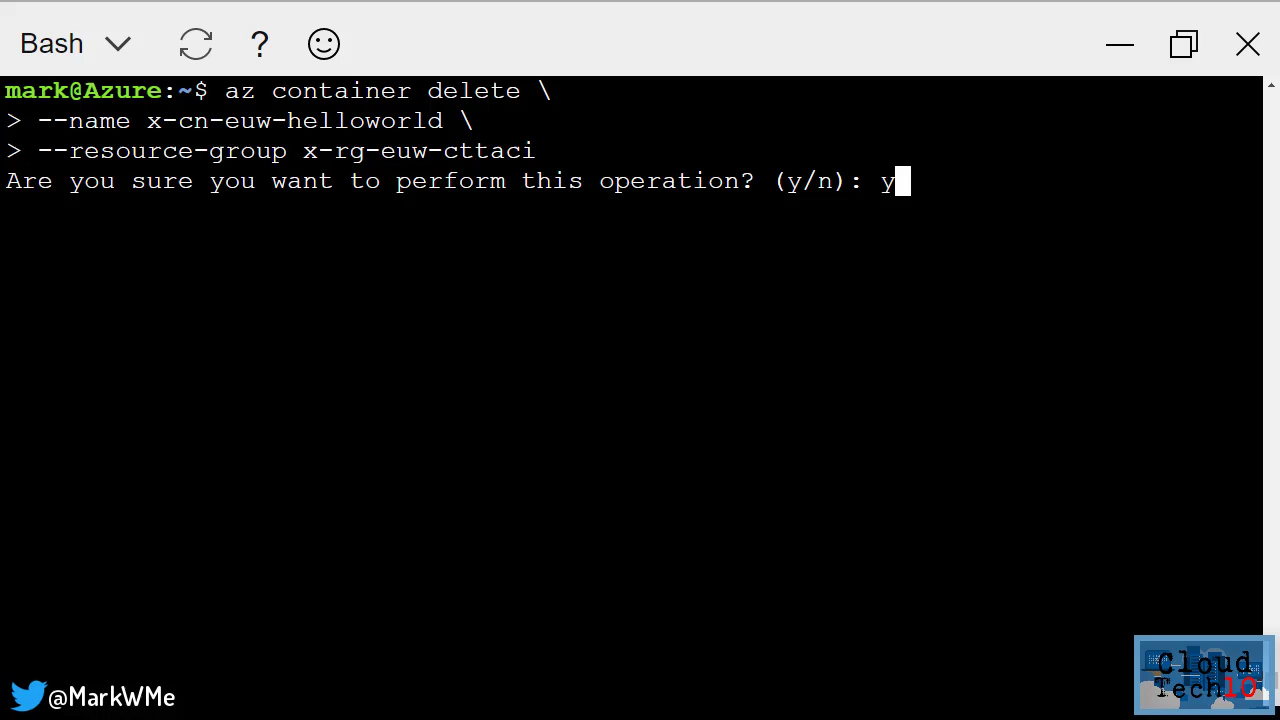 Bash
mark@Azure:~$ az container delete \
> --name x-cn-euw-helloworld \
> --resource-group x-rg-euw-cttaci
Are you sure you want to perform this operation? (y/n): y
Cloud
Tech10
@MarkWMe